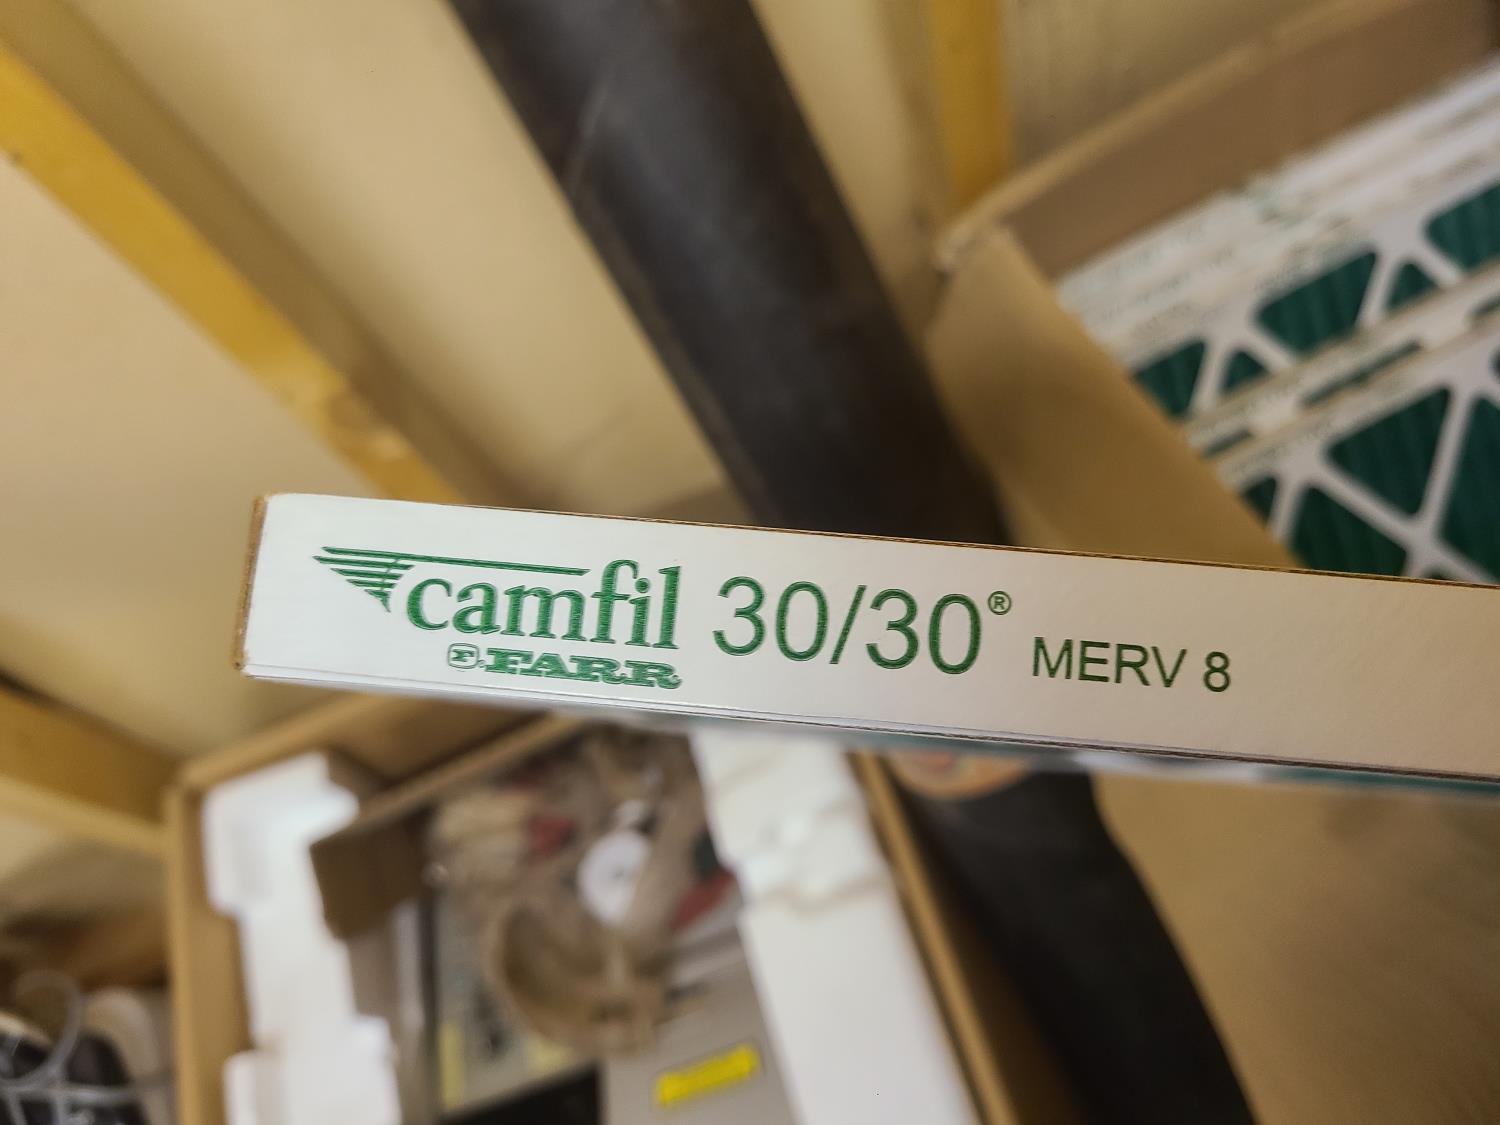 camfil 30/30® MERV 8
F. FARR